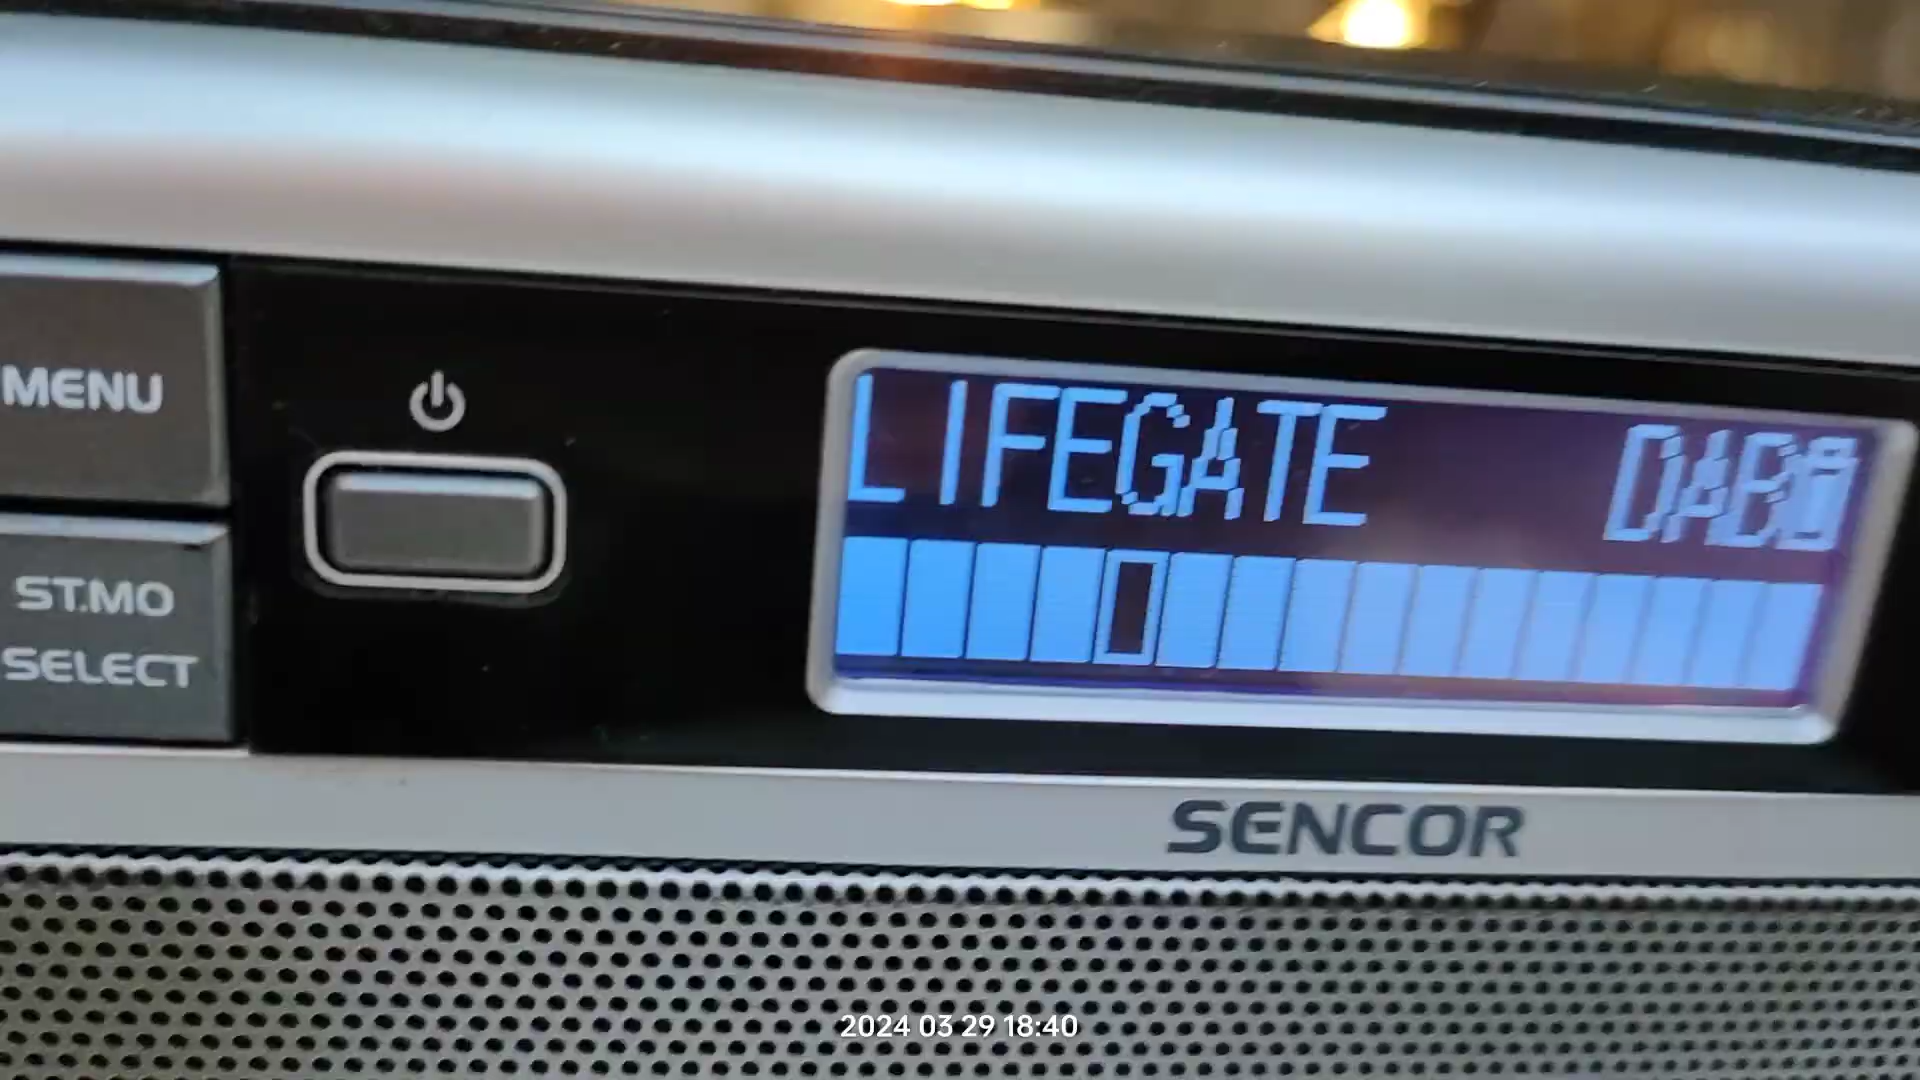 MENU
ST.MO
SELECT
LIFEGATE DAB
SENCOR
2024 03 29 18:40